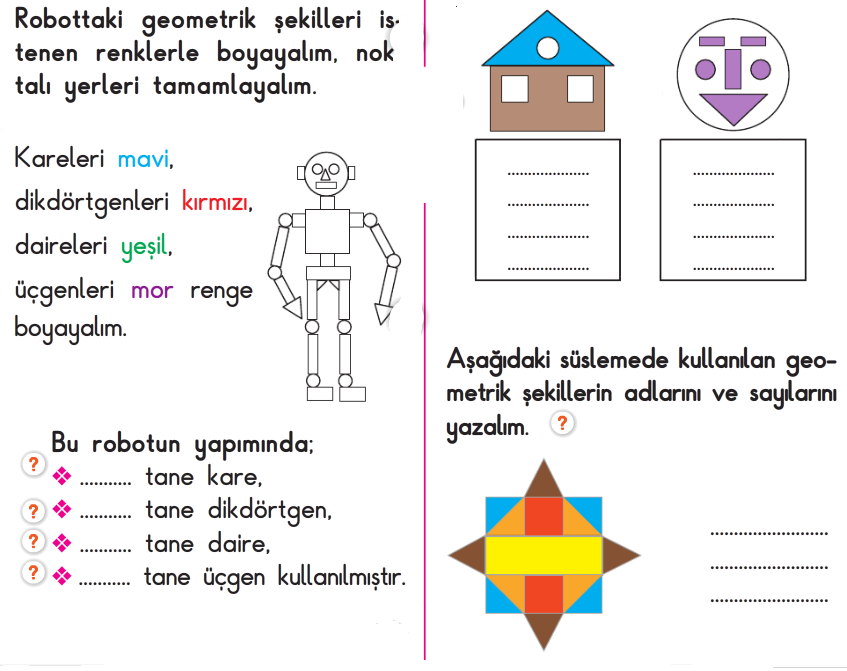 Robottaki geometrik şekilleri is-
tenen renklerle boyayalım, nok
talı yerleri tamamlayalım.
Kareleri mavi,
dikdörtgenleri kırmızı,
daireleri yeşil,
üçgenleri mor renge
boyayalım.
Bu robotun yapımında;
? ❖ ........... tane kare,
? ❖ ........... tane dikdörtgen,
? ❖ ........... tane daire,
? ❖ ........... tane üçgen kullanılmıştır.
Aşağıdaki süslemede kullanılan geo-
metrik şekillerin adlarını ve sayılarını
yazalım. ?